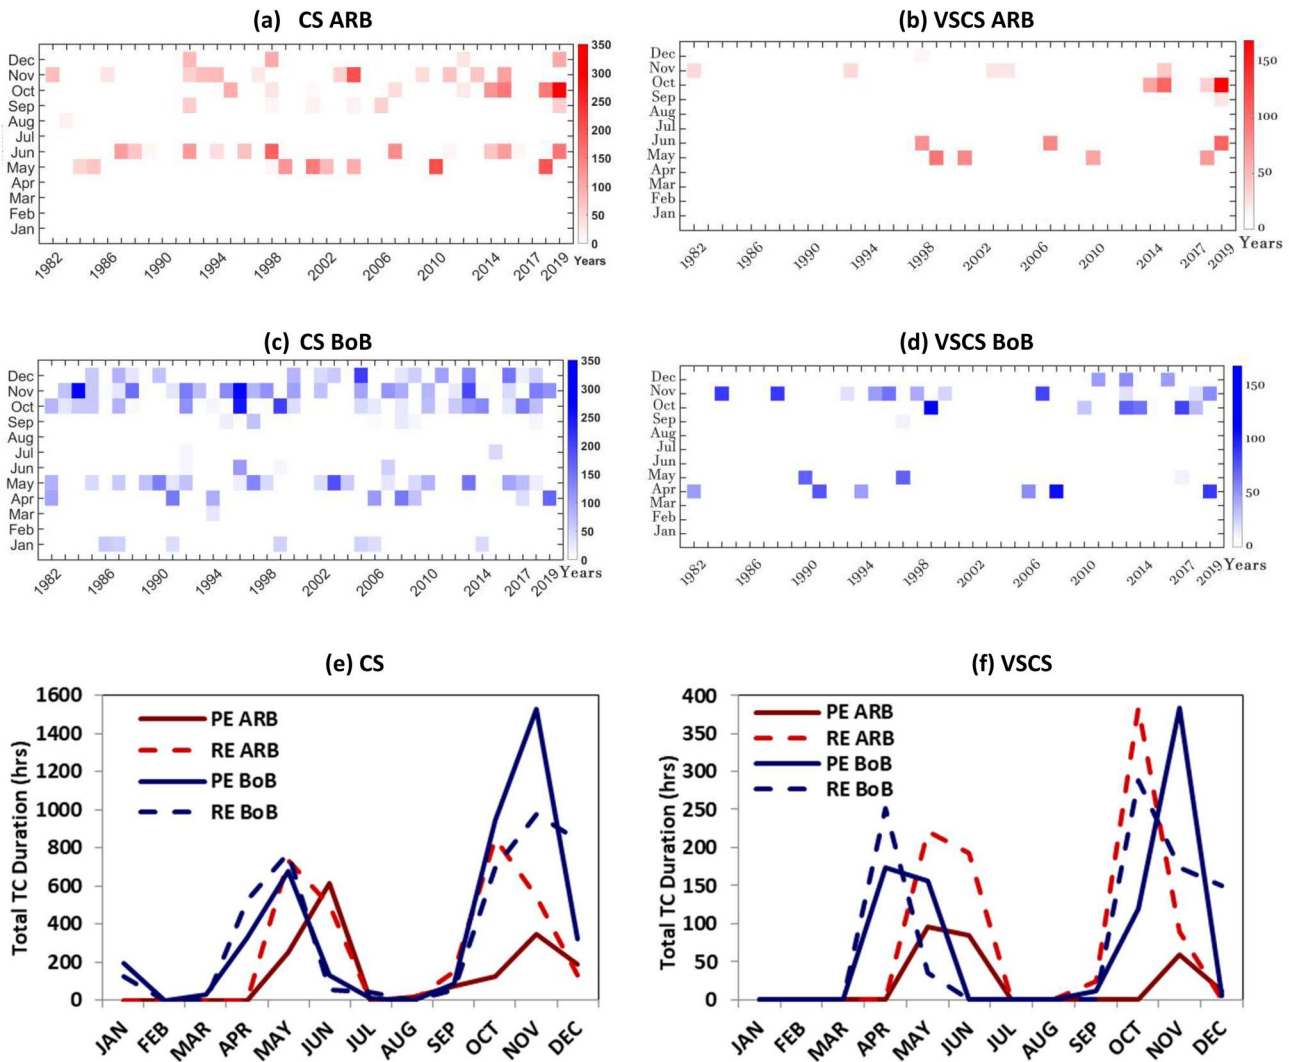 (a) CS ARB
Dec
Nov
Oct
Sep
Aug
Jul
Jun
May
Apr
Mar
Feb
Jan
1982 1986 1990 1994 1998 2002 2006 2010 2014 2017 2019 Years
350
300
250
200
150
100
50
0
(b) VSCS ARB
Dec
Nov
Oct
Sep
Aug
Jul
Jun
May
Apr
Mar
Feb
Jan
1982 1986 1990 1994 1998 2002 2006 2010 2014 2017 2019 Years
150
100
50
0
(c) CS BoB
Dec
Nov
Oct
Sep
Aug
Jul
Jun
May
Apr
Mar
Feb
Jan
1982 1986 1990 1994 1998 2002 2006 2010 2014 2017 2019 Years
350
300
250
200
150
100
50
0
(d) VSCS BoB
Dec
Nov
Oct
Sep
Aug
Jul
Jun
May
Apr
Mar
Feb
Jan
1982 1986 1990 1994 1998 2002 2006 2010 2014 2017 2019 Years
150
100
50
0
(e) CS
Total TC Duration (hrs)
1600
1400
1200
1000
800
600
400
200
0
PE ARB
RE ARB
PE BoB
RE BoB
JAN FEB MAR APR MAY JUN JUL AUG SEP OCT NOV DEC
(f) VSCS
Total TC Duration (hrs)
400
350
300
250
200
150
100
50
0
PE ARB
RE ARB
PE BoB
RE BoB
JAN FEB MAR APR MAY JUN JUL AUG SEP OCT NOV DEC